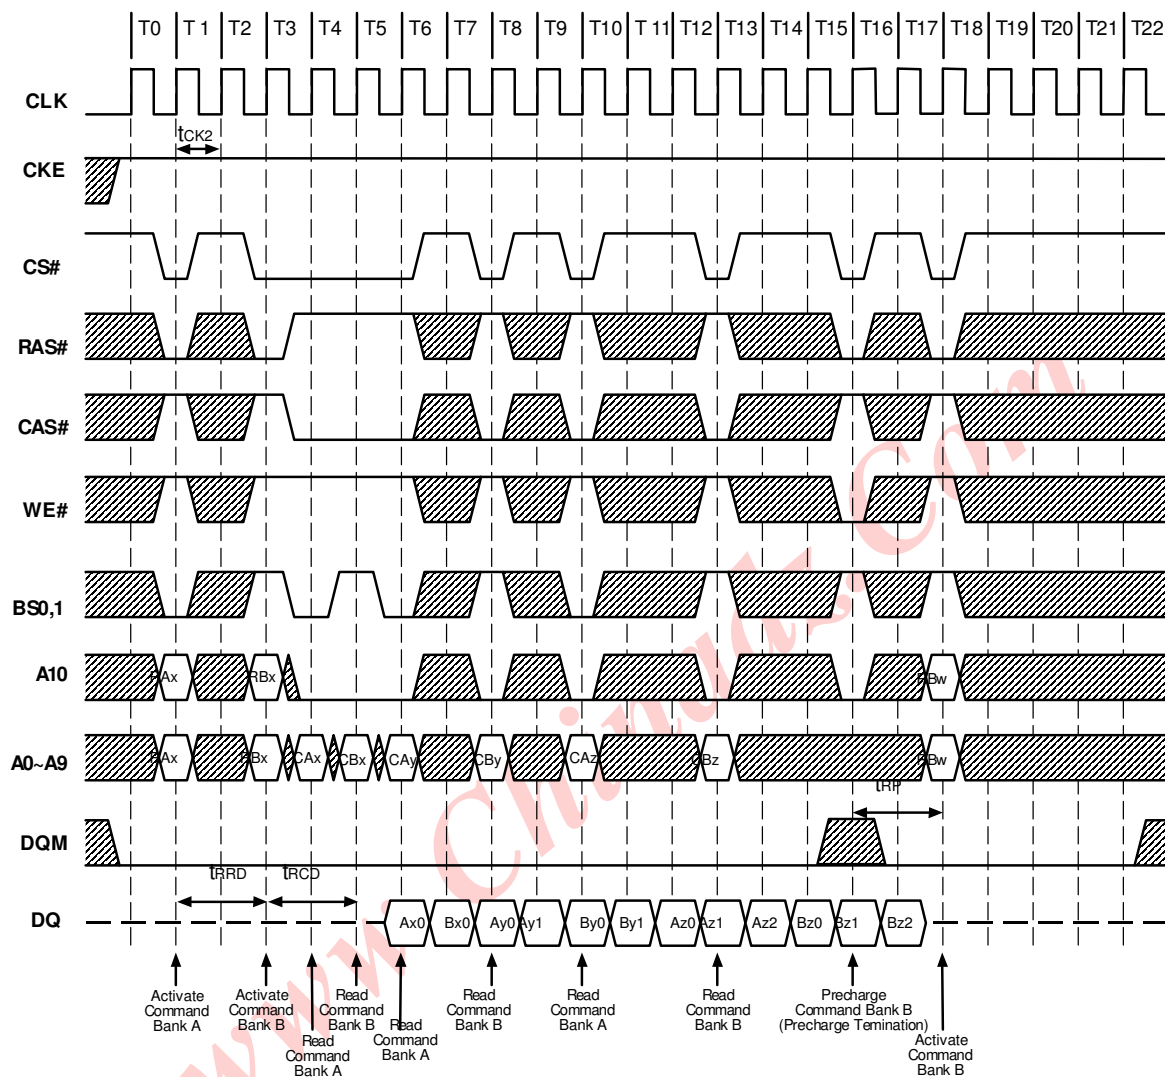 T0 T 1 T2 T3 T4 T5 T6 T7 T8 T9 T10 T 11 T12 T13 T14 T15 T16 T17 T18 T19 T20 T21 T22
CLK
tCK2
CKE
CS#
RAS#
CAS#
WE#
BS0,1
A10
RAx RBx RBw
A0~A9
RAx RBx CAx CBx CAy CBy CAz CBz RBw
tRP
DQM
tRRD tRCD
DQ
Ax0 Bx0 Ay0 Ay1 By0 By1 Az0 Az1 Az2 Bz0 Bz1 Bz2
Activate
Command
Bank A
Activate
Command
Bank B
Read
Command
Bank A
Read
Command
Bank B
Read
Command
Bank A
Read
Command
Bank B
Read
Command
Bank A
Read
Command
Bank B
Precharge
Command Bank B
(Precharge Temination)
Activate
Command
Bank B
www.Chinadz.Com